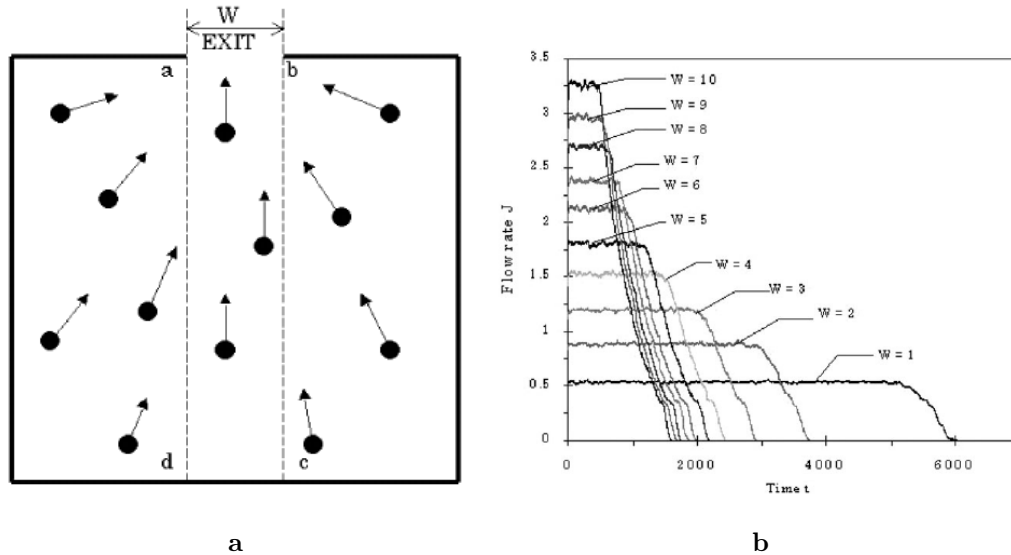 W
EXIT
a
b
d
c
a
3.5
3
2.5
2
1.5
1
0.5
0
Flow rate J
W = 10
W = 9
W = 8
W = 7
W = 6
W = 5
W = 4
W = 3
W = 2
W = 1
0
2000
4000
6000
Time t
b